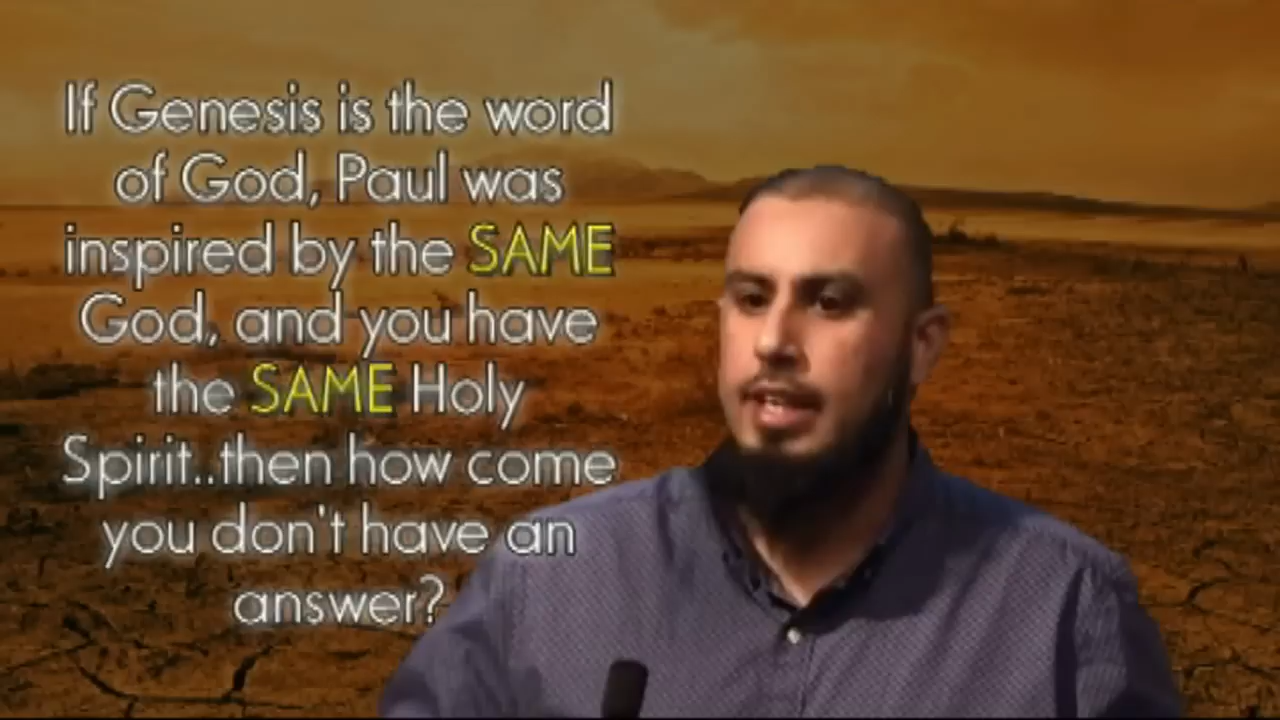 If Genesis is the word
of God, Paul was
inspired by the SAME
God, and you have
the SAME Holy
Spirit..then how come
you don't have an
answer?